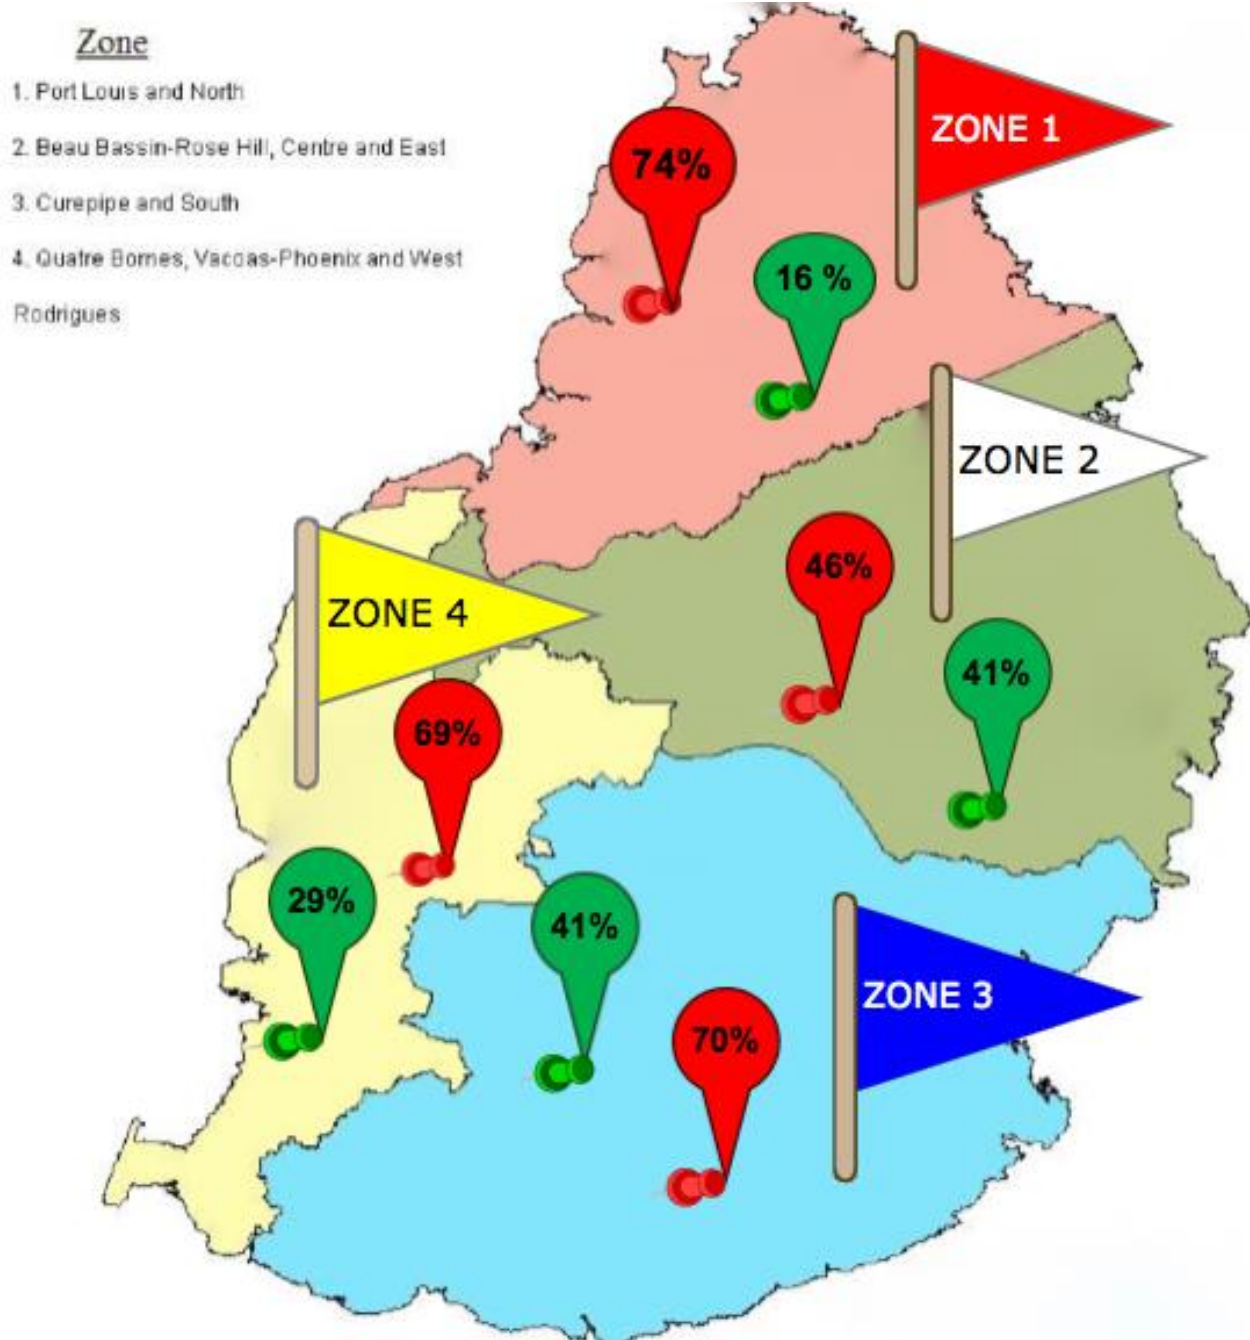 Zone
1. Port Louis and North
2. Beau Bassin-Rose Hill, Centre and East
3. Curepipe and South
4. Quatre Bornes, Vacoas-Phoenix and West
Rodrigues
ZONE 1
74%
16 %
ZONE 2
46%
ZONE 4
41%
69%
29%
41%
ZONE 3
70%